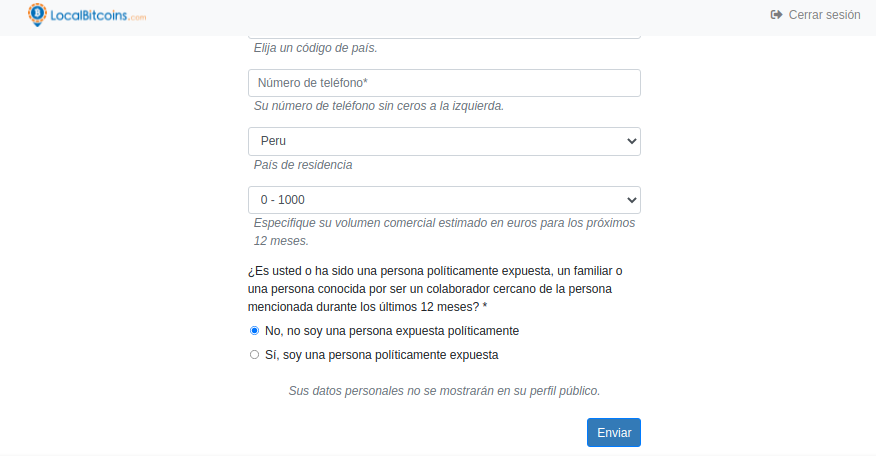 LocalBitcoins.com
Cerrar sesión
Elija un código de país.
Número de teléfono*
Su número de teléfono sin ceros a la izquierda.
Peru
País de residencia
0 - 1000
Especifique su volumen comercial estimado en euros para los próximos
12 meses.
¿Es usted o ha sido una persona políticamente expuesta, un familiar o
una persona conocida por ser un colaborador cercano de la persona
mencionada durante los últimos 12 meses? *
No, no soy una persona expuesta políticamente
Sí, soy una persona políticamente expuesta
Sus datos personales no se mostrarán en su perfil público.
Enviar